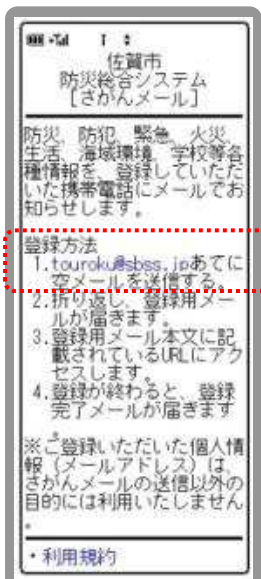 佐賀市
防災総合システム
［さがんメール］
防災、防犯、緊急、火災、
生活、海域環境、学校等各
種情報を、登録していただ
いた携帯電話にメールでお
知らせします。
登録方法
1.touroku@sbss.jpあてに
空メールを送信する。
2.折り返し、登録用メー
ルが届きます。
3.登録用メール本文に記
載されているURLにアク
セスします。
4.登録が終わると、登録
完了メールが届きます
。
※ご登録いただいた個人情
報（メールアドレス）は、
さがんメールの送信以外の
目的には利用いたしません
。
・利用規約